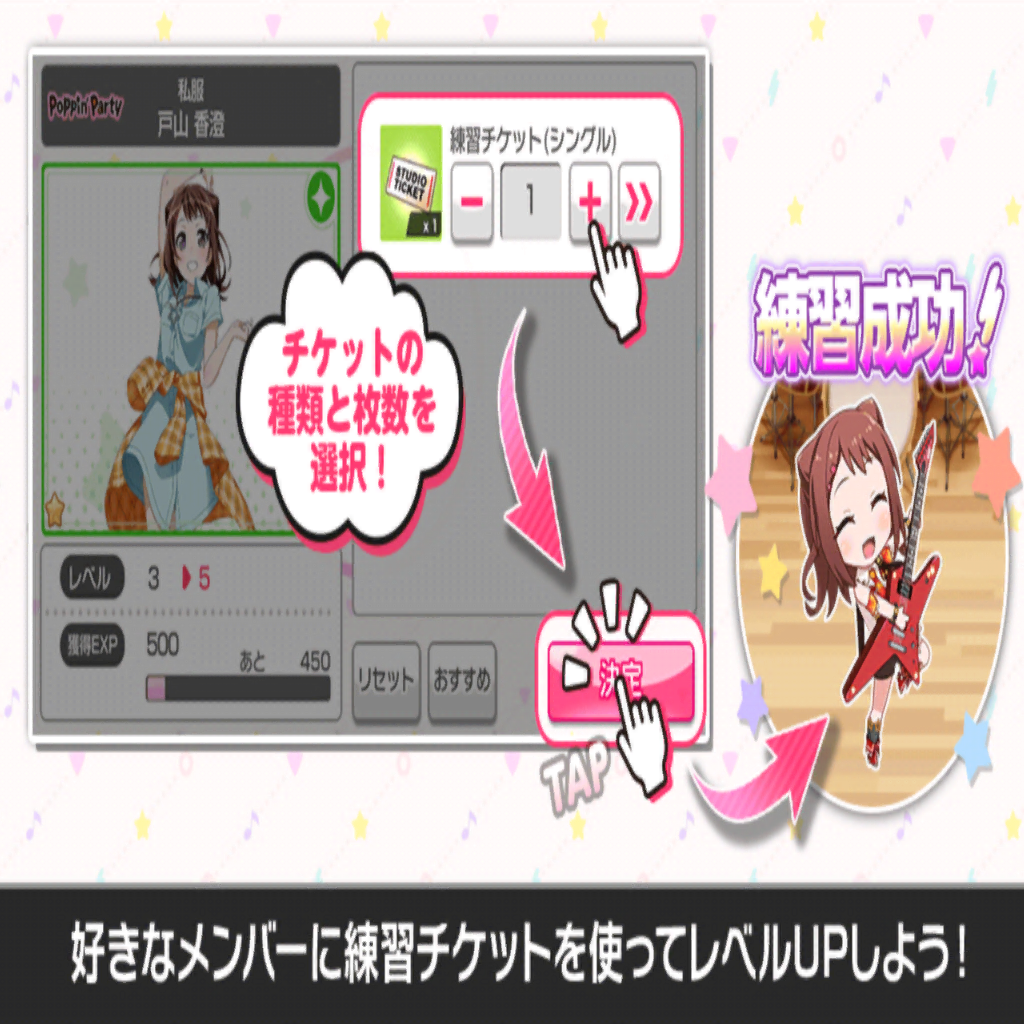 Poppin'Party
私服
戸山 香澄
練習チケット(シングル)
STUDIO
TICKET
x1
1
チケットの
種類と枚数を
選択！
練習成功！
レベル 3 5
獲得EXP 500
あと 450
リセット
おすすめ
決定
TAP
好きなメンバーに練習チケットを使ってレベルUPしよう！